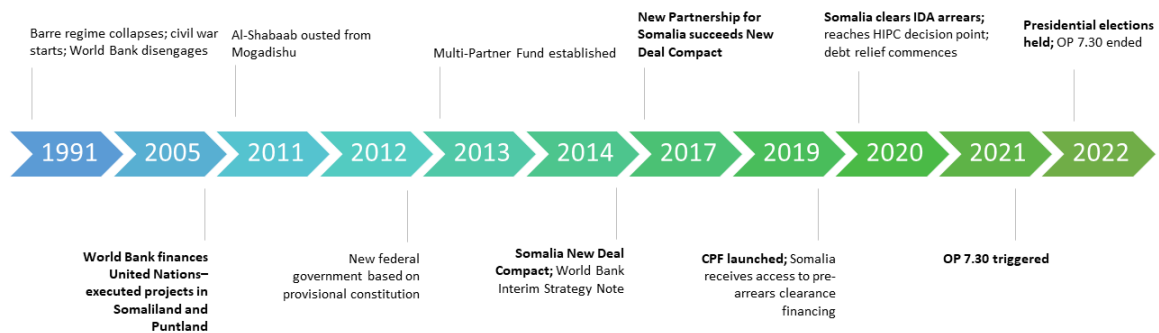 Barre regime collapses; civil war
starts; World Bank disengages
Al-Shabaab ousted from
Mogadishu
Multi-Partner Fund established
New Partnership for
Somalia succeeds New
Deal Compact
Somalia clears IDA arrears;
reaches HIPC decision point;
debt relief commences
Presidential elections
held; OP 7.30 ended
1991
2005
2011
2012
2013
2014
2017
2019
2020
2021
2022
World Bank finances
United Nations–
executed projects in
Somaliland and
Puntland
New federal
government based on
provisional constitution
Somalia New Deal
Compact; World Bank
Interim Strategy Note
CPF launched; Somalia
receives access to pre-
arrears clearance
financing
OP 7.30 triggered